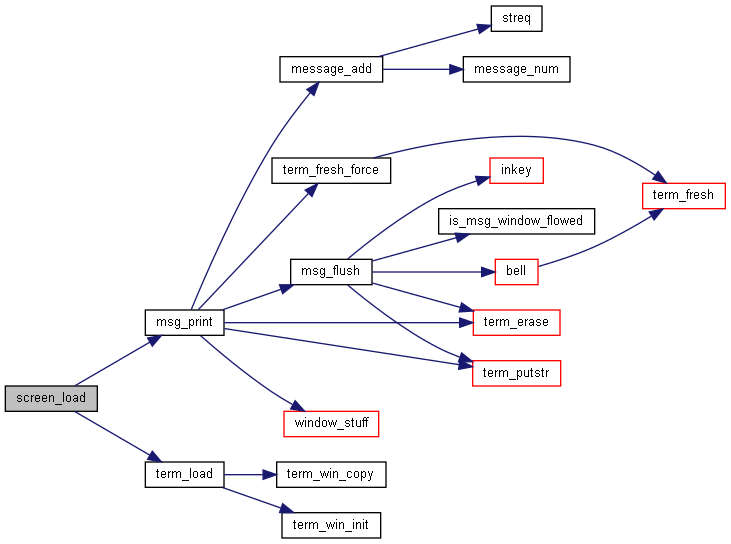 streq
message_add
message_num
term_fresh_force
inkey
term_fresh
is_msg_window_flowed
msg_flush
bell
msg_print
term_erase
term_putstr
screen_load
window_stuff
term_load
term_win_copy
term_win_init